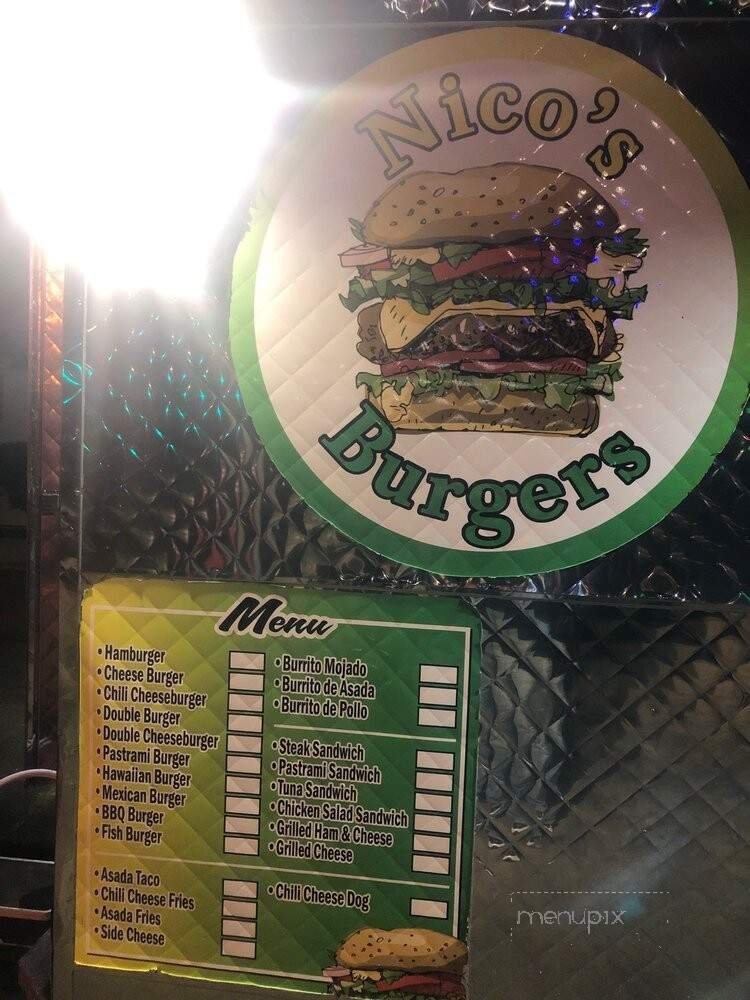 Nico's
Burgers
Menu
• Hamburger
• Cheese Burger
• Chili Cheeseburger
• Double Burger
• Double Cheeseburger
• Pastrami Burger
• Hawaiian Burger
• Mexican Burger
• BBQ Burger
• Fish Burger
• Asada Taco
• Chili Cheese Fries
• Asada Fries
• Side Cheese
• Burrito Mojado
• Burrito de Asada
• Burrito de Pollo
• Steak Sandwich
• Pastrami Sandwich
• Tuna Sandwich
• Chicken Salad Sandwich
• Grilled Ham & Cheese
• Grilled Cheese
• Chili Cheese Dog
menupix